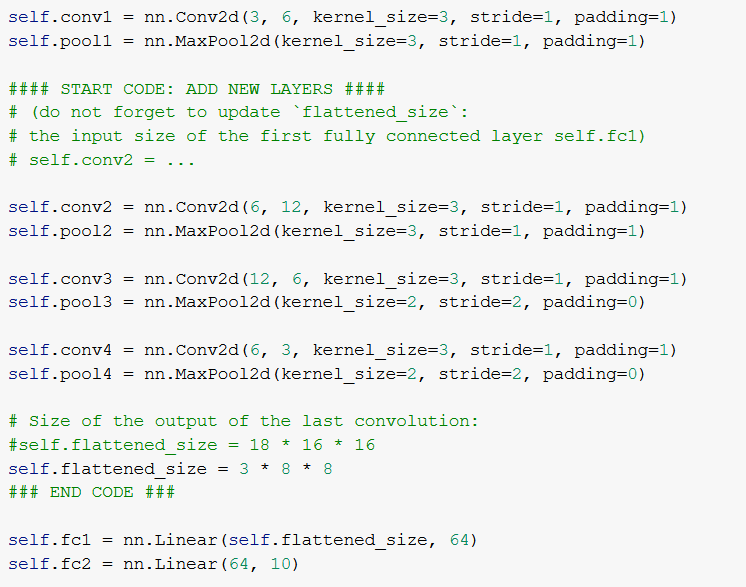 self.conv1 = nn.Conv2d(3, 6, kernel_size=3, stride=1, padding=1)
self.pool1 = nn.MaxPool2d(kernel_size=3, stride=1, padding=1)
#### START CODE: ADD NEW LAYERS ####
# (do not forget to update `flattened_size`:
# the input size of the first fully connected layer self.fc1)
# self.conv2 = ...
self.conv2 = nn.Conv2d(6, 12, kernel_size=3, stride=1, padding=1)
self.pool2 = nn.MaxPool2d(kernel_size=3, stride=1, padding=1)
self.conv3 = nn.Conv2d(12, 6, kernel_size=3, stride=1, padding=1)
self.pool3 = nn.MaxPool2d(kernel_size=2, stride=2, padding=0)
self.conv4 = nn.Conv2d(6, 3, kernel_size=3, stride=1, padding=1)
self.pool4 = nn.MaxPool2d(kernel_size=2, stride=2, padding=0)
# Size of the output of the last convolution:
#self.flattened_size = 18 * 16 * 16
self.flattened_size = 3 * 8 * 8
### END CODE ###
self.fc1 = nn.Linear(self.flattened_size, 64)
self.fc2 = nn.Linear(64, 10)